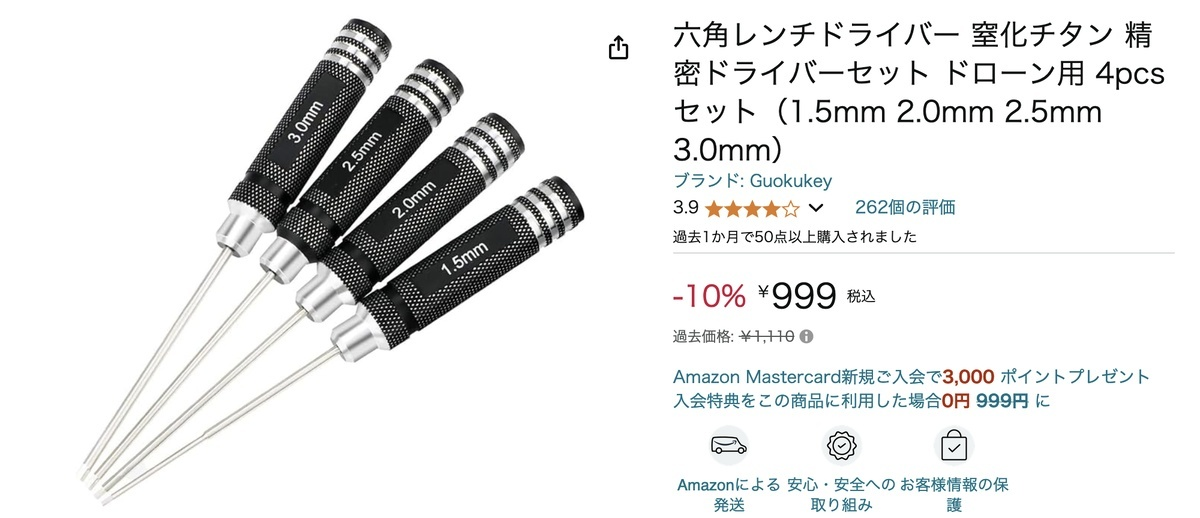 六角レンチドライバー 窒化チタン 精
密ドライバーセット ドローン用 4pcs
セット（1.5mm 2.0mm 2.5mm
3.0mm）
ブランド: Guokukey
3.9
262個の評価
過去1か月で50点以上購入されました
-10% ¥999 税込
過去価格: ¥1,110
Amazon Mastercard新規ご入会で3,000 ポイントプレゼント
入会特典をこの商品に利用した場合0円 999円 に
Amazonによる
発送
安心・安全への
取り組み
お客様情報の保
護
3.0mm
2.5mm
2.0mm
1.5mm